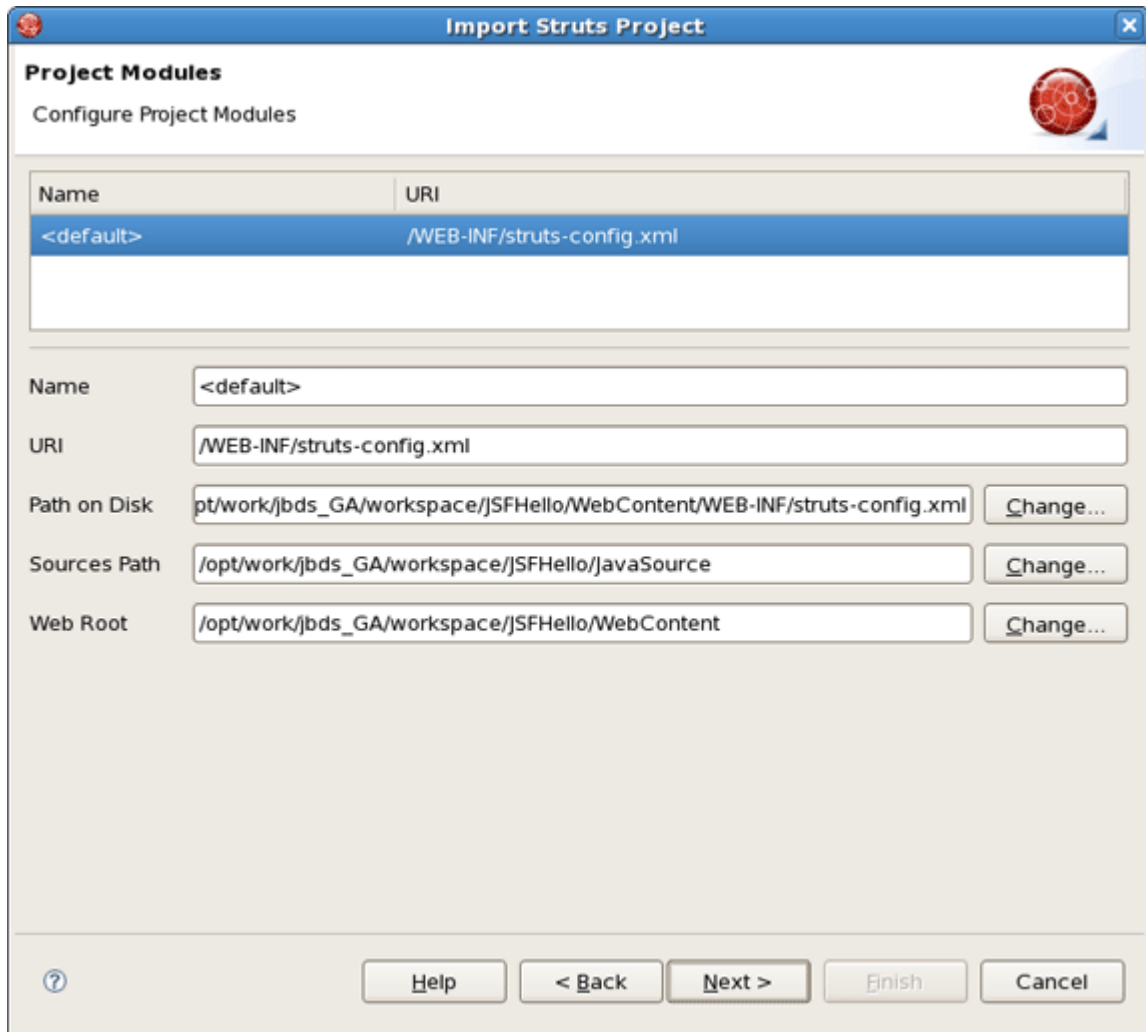 Import Struts Project
Project Modules
Configure Project Modules
Name URI
<default> /WEB-INF/struts-config.xml
Name <default>
URI /WEB-INF/struts-config.xml
Path on Disk pt/work/jbds_GA/workspace/JSFHello/WebContent/WEB-INF/struts-config.xml Change...
Sources Path /opt/work/jbds_GA/workspace/JSFHello/JavaSource Change...
Web Root /opt/work/jbds_GA/workspace/JSFHello/WebContent Change...
? Help < Back Next > Finish Cancel